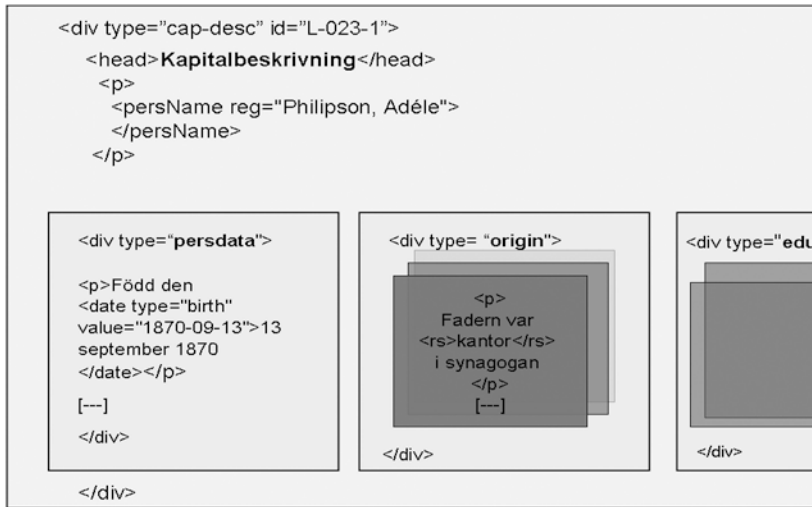 <div type=”cap-desc” id=”L-023-1”>
<head>Kapitalbeskrivning</head>
<p>
<persName reg="Philipson, Adéle">
</persName>
</p>
<div type=“persdata">
<p>Född den
<date type="birth"
value="1870-09-13">13
september 1870
</date></p>
[---]
</div>
<div type= “origin">
<p>
Fadern var
<rs>kantor</rs>
i synagogan
</p>
[---]
</div>
<div type="edu
</div>
</div>